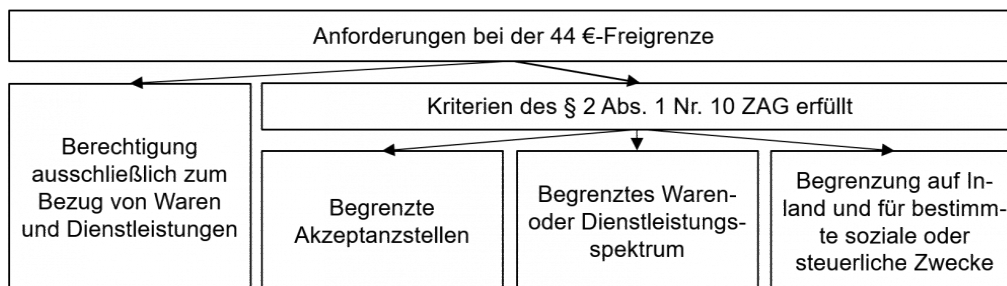 Anforderungen bei der 44 €-Freigrenze
Berechtigung
ausschließlich zum
Bezug von Waren
und Dienstleistungen
Kriterien des § 2 Abs. 1 Nr. 10 ZAG erfüllt
Begrenzte
Akzeptanzstellen
Begrenztes Waren-
oder Dienstleistungs-
spektrum
Begrenzung auf In-
land und für bestimm-
te soziale oder
steuerliche Zwecke